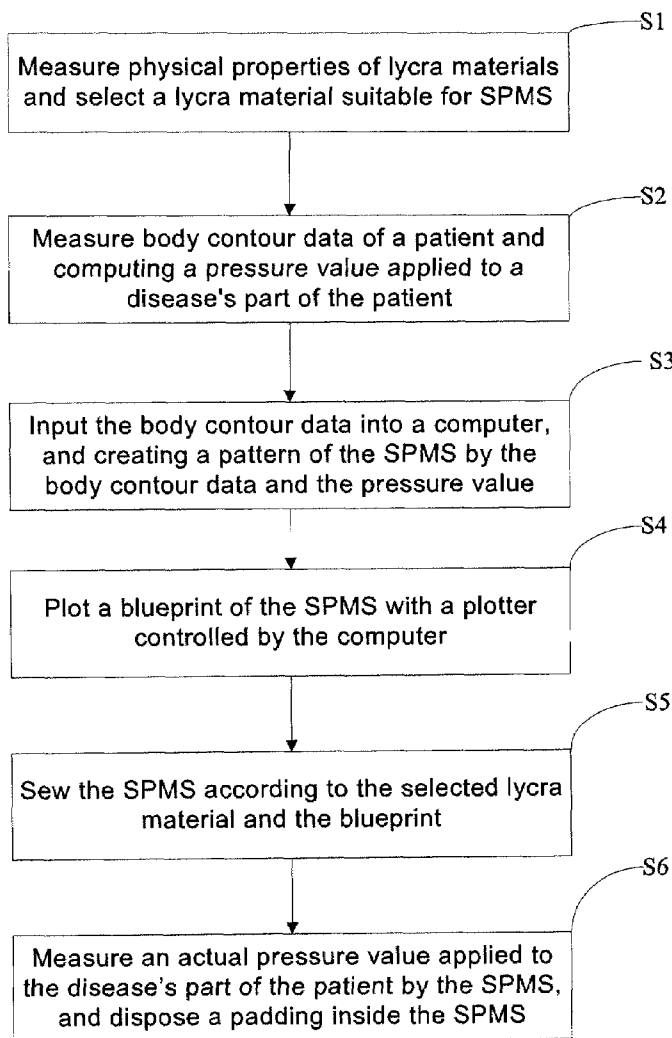 S1
Measure physical properties of lycra materials
and select a lycra material suitable for SPMS
S2
Measure body contour data of a patient and
computing a pressure value applied to a
disease's part of the patient
S3
Input the body contour data into a computer,
and creating a pattern of the SPMS by the
body contour data and the pressure value
S4
Plot a blueprint of the SPMS with a plotter
controlled by the computer
S5
Sew the SPMS according to the selected lycra
material and the blueprint
S6
Measure an actual pressure value applied to
the disease's part of the patient by the SPMS,
and dispose a padding inside the SPMS